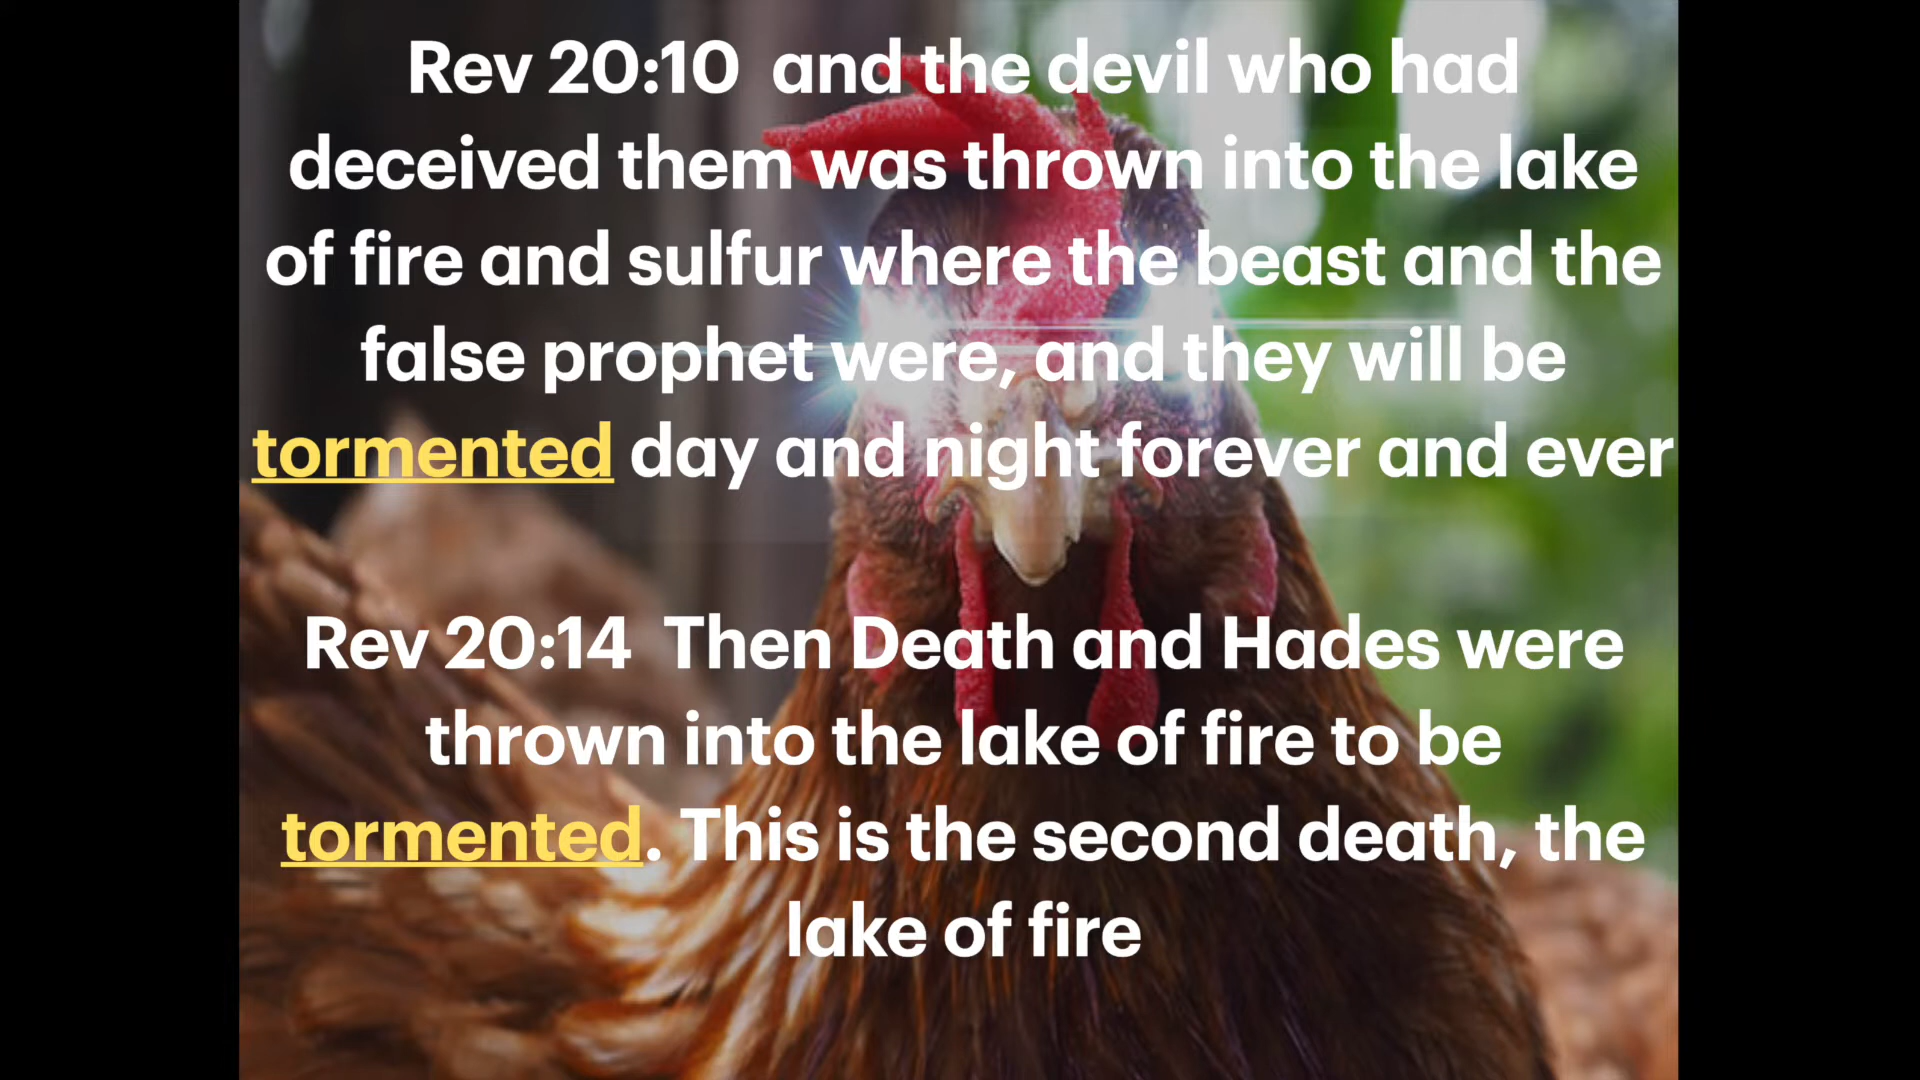 Rev 20:10  and the devil who had
deceived them was thrown into the lake
of fire and sulfur where the beast and the
false prophet were, and they will be
tormented day and night forever and ever
Rev 20:14  Then Death and Hades were
thrown into the lake of fire to be
tormented. This is the second death, the
lake of fire